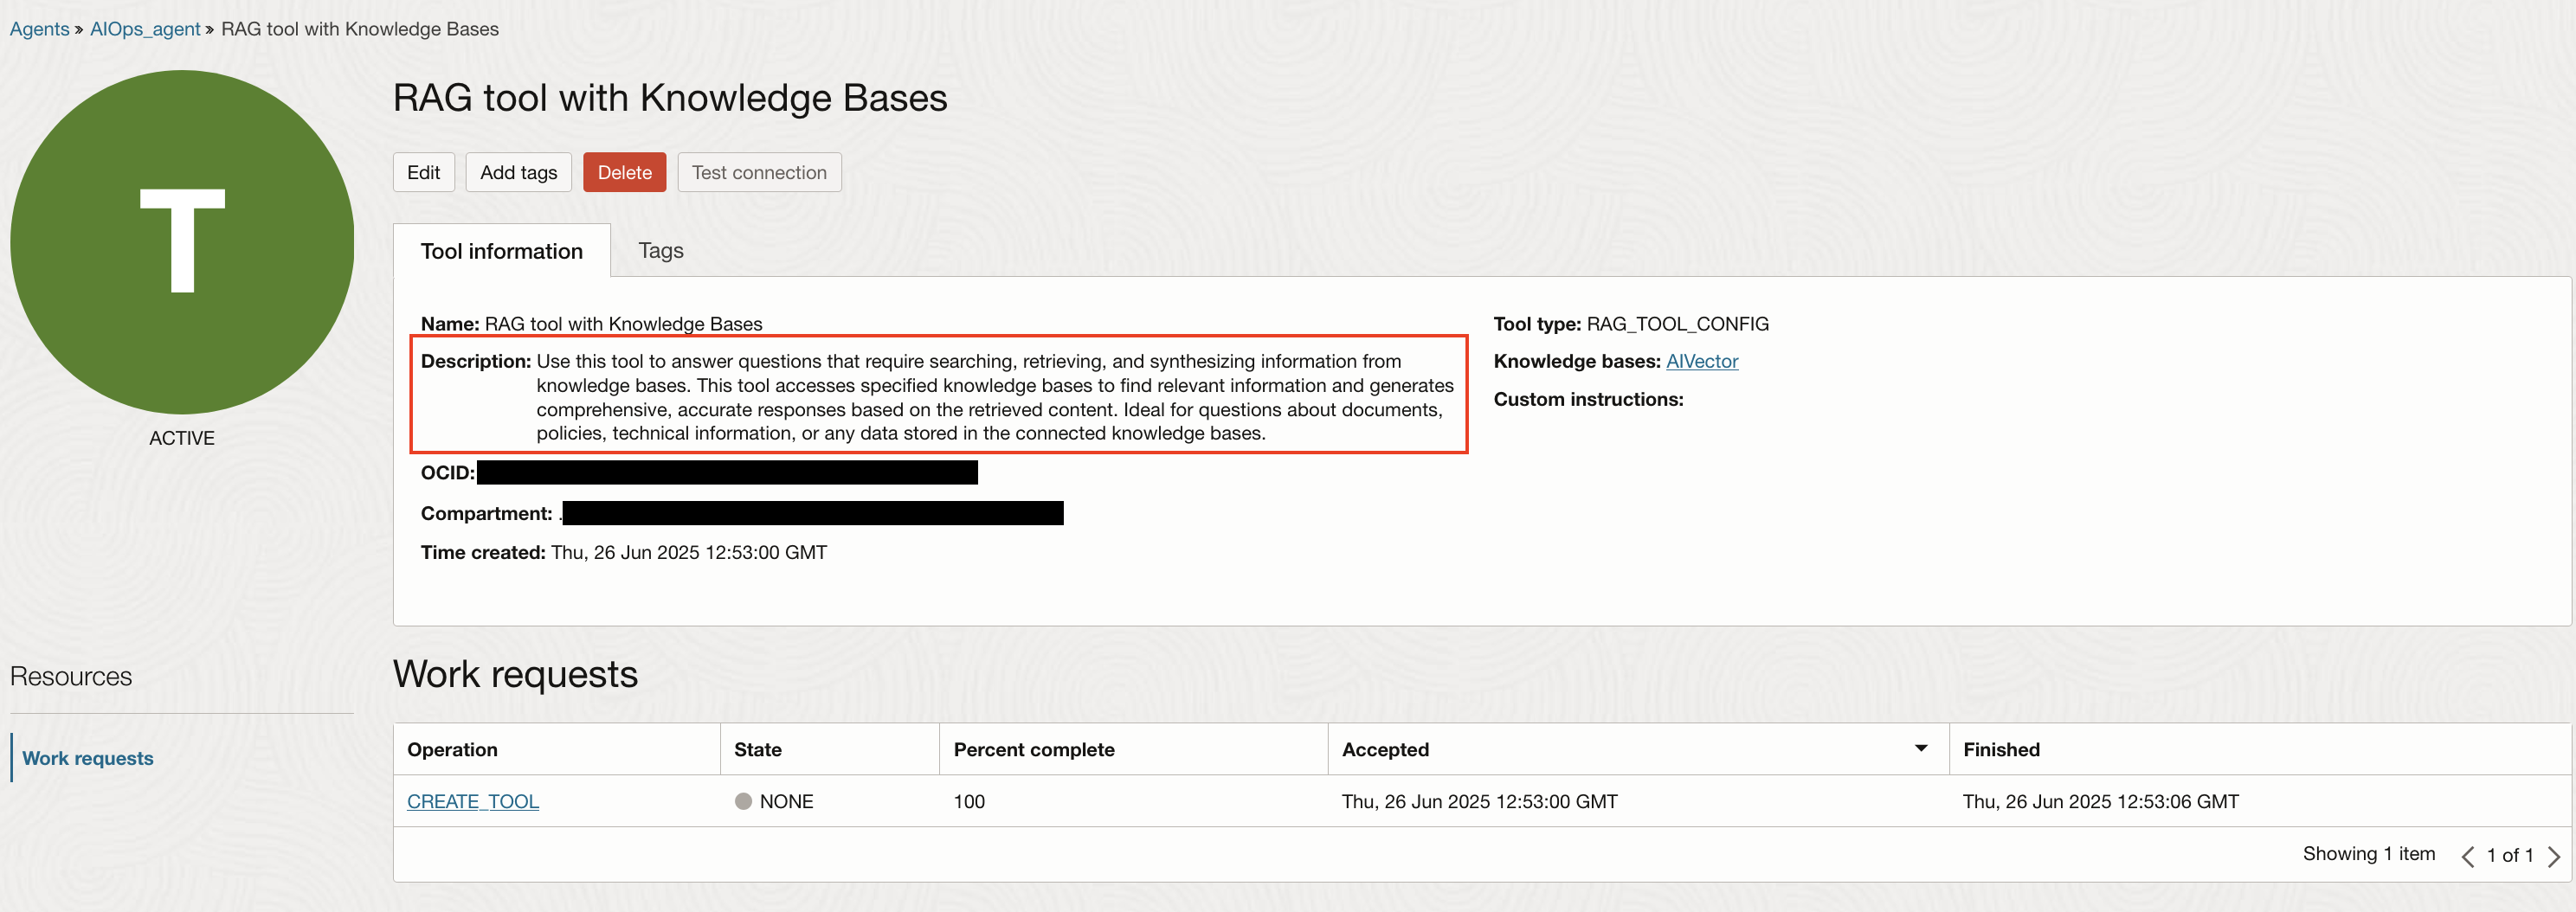 Agents » AIOps_agent » RAG tool with Knowledge Bases
T
ACTIVE
RAG tool with Knowledge Bases
Edit Add tags Delete Test connection
Tool information Tags
Name: RAG tool with Knowledge Bases
Description: Use this tool to answer questions that require searching, retrieving, and synthesizing information from
knowledge bases. This tool accesses specified knowledge bases to find relevant information and generates
comprehensive, accurate responses based on the retrieved content. Ideal for questions about documents,
policies, technical information, or any data stored in the connected knowledge bases.
OCID:
Compartment: .
Time created: Thu, 26 Jun 2025 12:53:00 GMT
Tool type: RAG_TOOL_CONFIG
Knowledge bases: AIVector
Custom instructions:
Resources
Work requests
Work requests
Operation State Percent complete Accepted Finished
CREATE_TOOL NONE 100 Thu, 26 Jun 2025 12:53:00 GMT Thu, 26 Jun 2025 12:53:06 GMT
Showing 1 item < 1 of 1 >